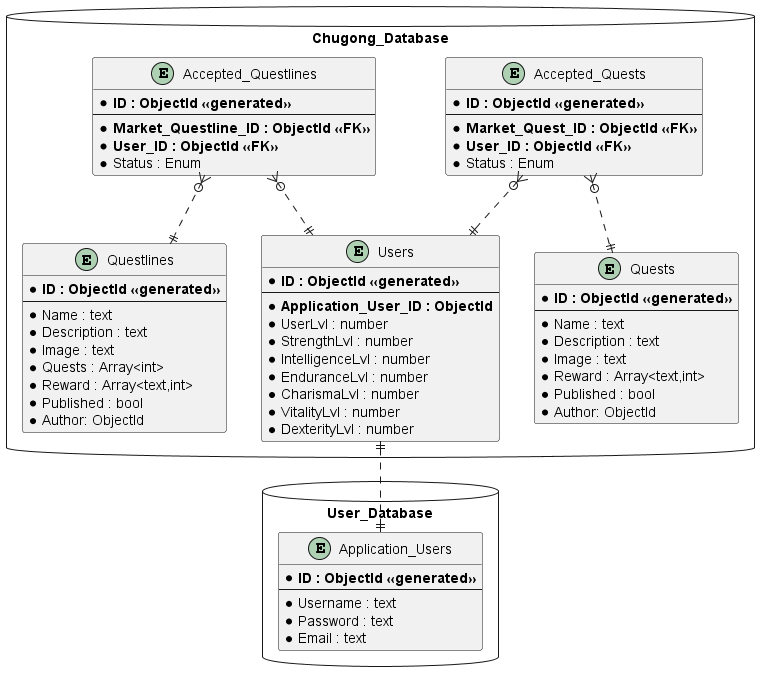 Chugong_Database
E Accepted_Questlines
ID : ObjectId «generated»
Market_Questline_ID : ObjectId «FK»
User_ID : ObjectId «FK»
Status : Enum
E Accepted_Quests
ID : ObjectId «generated»
Market_Quest_ID : ObjectId «FK»
User_ID : ObjectId «FK»
Status : Enum
E Questlines
ID : ObjectId «generated»
Name : text
Description : text
Image : text
Quests : Array<int>
Reward : Array<text,int>
Published : bool
Author: ObjectId
E Users
ID : ObjectId «generated»
Application_User_ID : ObjectId
UserLvl : number
StrengthLvl : number
IntelligenceLvl : number
EnduranceLvl : number
CharismaLvl : number
VitalityLvl : number
DexterityLvl : number
E Quests
ID : ObjectId «generated»
Name : text
Description : text
Image : text
Reward : Array<text,int>
Published : bool
Author: ObjectId
User_Database
E Application_Users
ID : ObjectId «generated»
Username : text
Password : text
Email : text